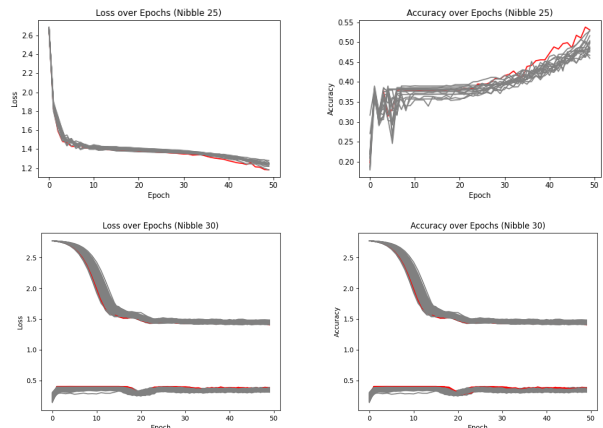 Loss over Epochs (Nibble 25)
2.6
2.4
2.2
2.0
1.8
1.6
1.4
1.2
Loss
0 10 20 30 40 50
Epoch
Accuracy over Epochs (Nibble 25)
0.55
0.50
0.45
0.40
0.35
0.30
0.25
0.20
Accuracy
0 10 20 30 40 50
Epoch
Loss over Epochs (Nibble 30)
2.5
2.0
1.5
1.0
0.5
Loss
0 10 20 30 40 50
Epoch
Accuracy over Epochs (Nibble 30)
2.5
2.0
1.5
1.0
0.5
Accuracy
0 10 20 30 40 50
Epoch